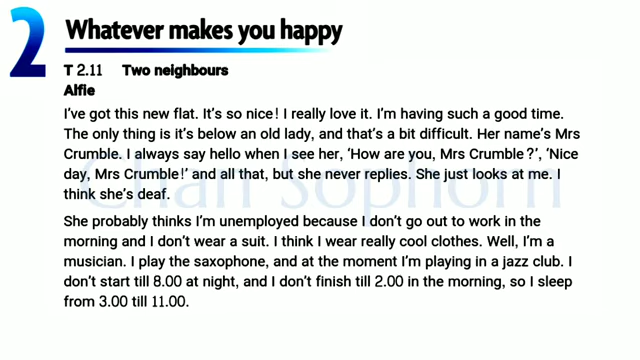 2 Whatever makes you happy
T 2.11 Two neighbours
Alfie
I've got this new flat. It's so nice! I really love it. I'm having such a good time.
The only thing is it's below an old lady, and that's a bit difficult. Her name's Mrs
Crumble. I always say hello when I see her, 'How are you, Mrs Crumble?', 'Nice
day, Mrs Crumble!' and all that, but she never replies. She just looks at me. I
think she's deaf.
She probably thinks I'm unemployed because I don't go out to work in the
morning and I don't wear a suit. I think I wear really cool clothes. Well, I'm a
musician. I play the saxophone, and at the moment I'm playing in a jazz club. I
don't start till 8.00 at night, and I don't finish till 2.00 in the morning, so I sleep
from 3.00 till 11.00.
Chan Sophorn